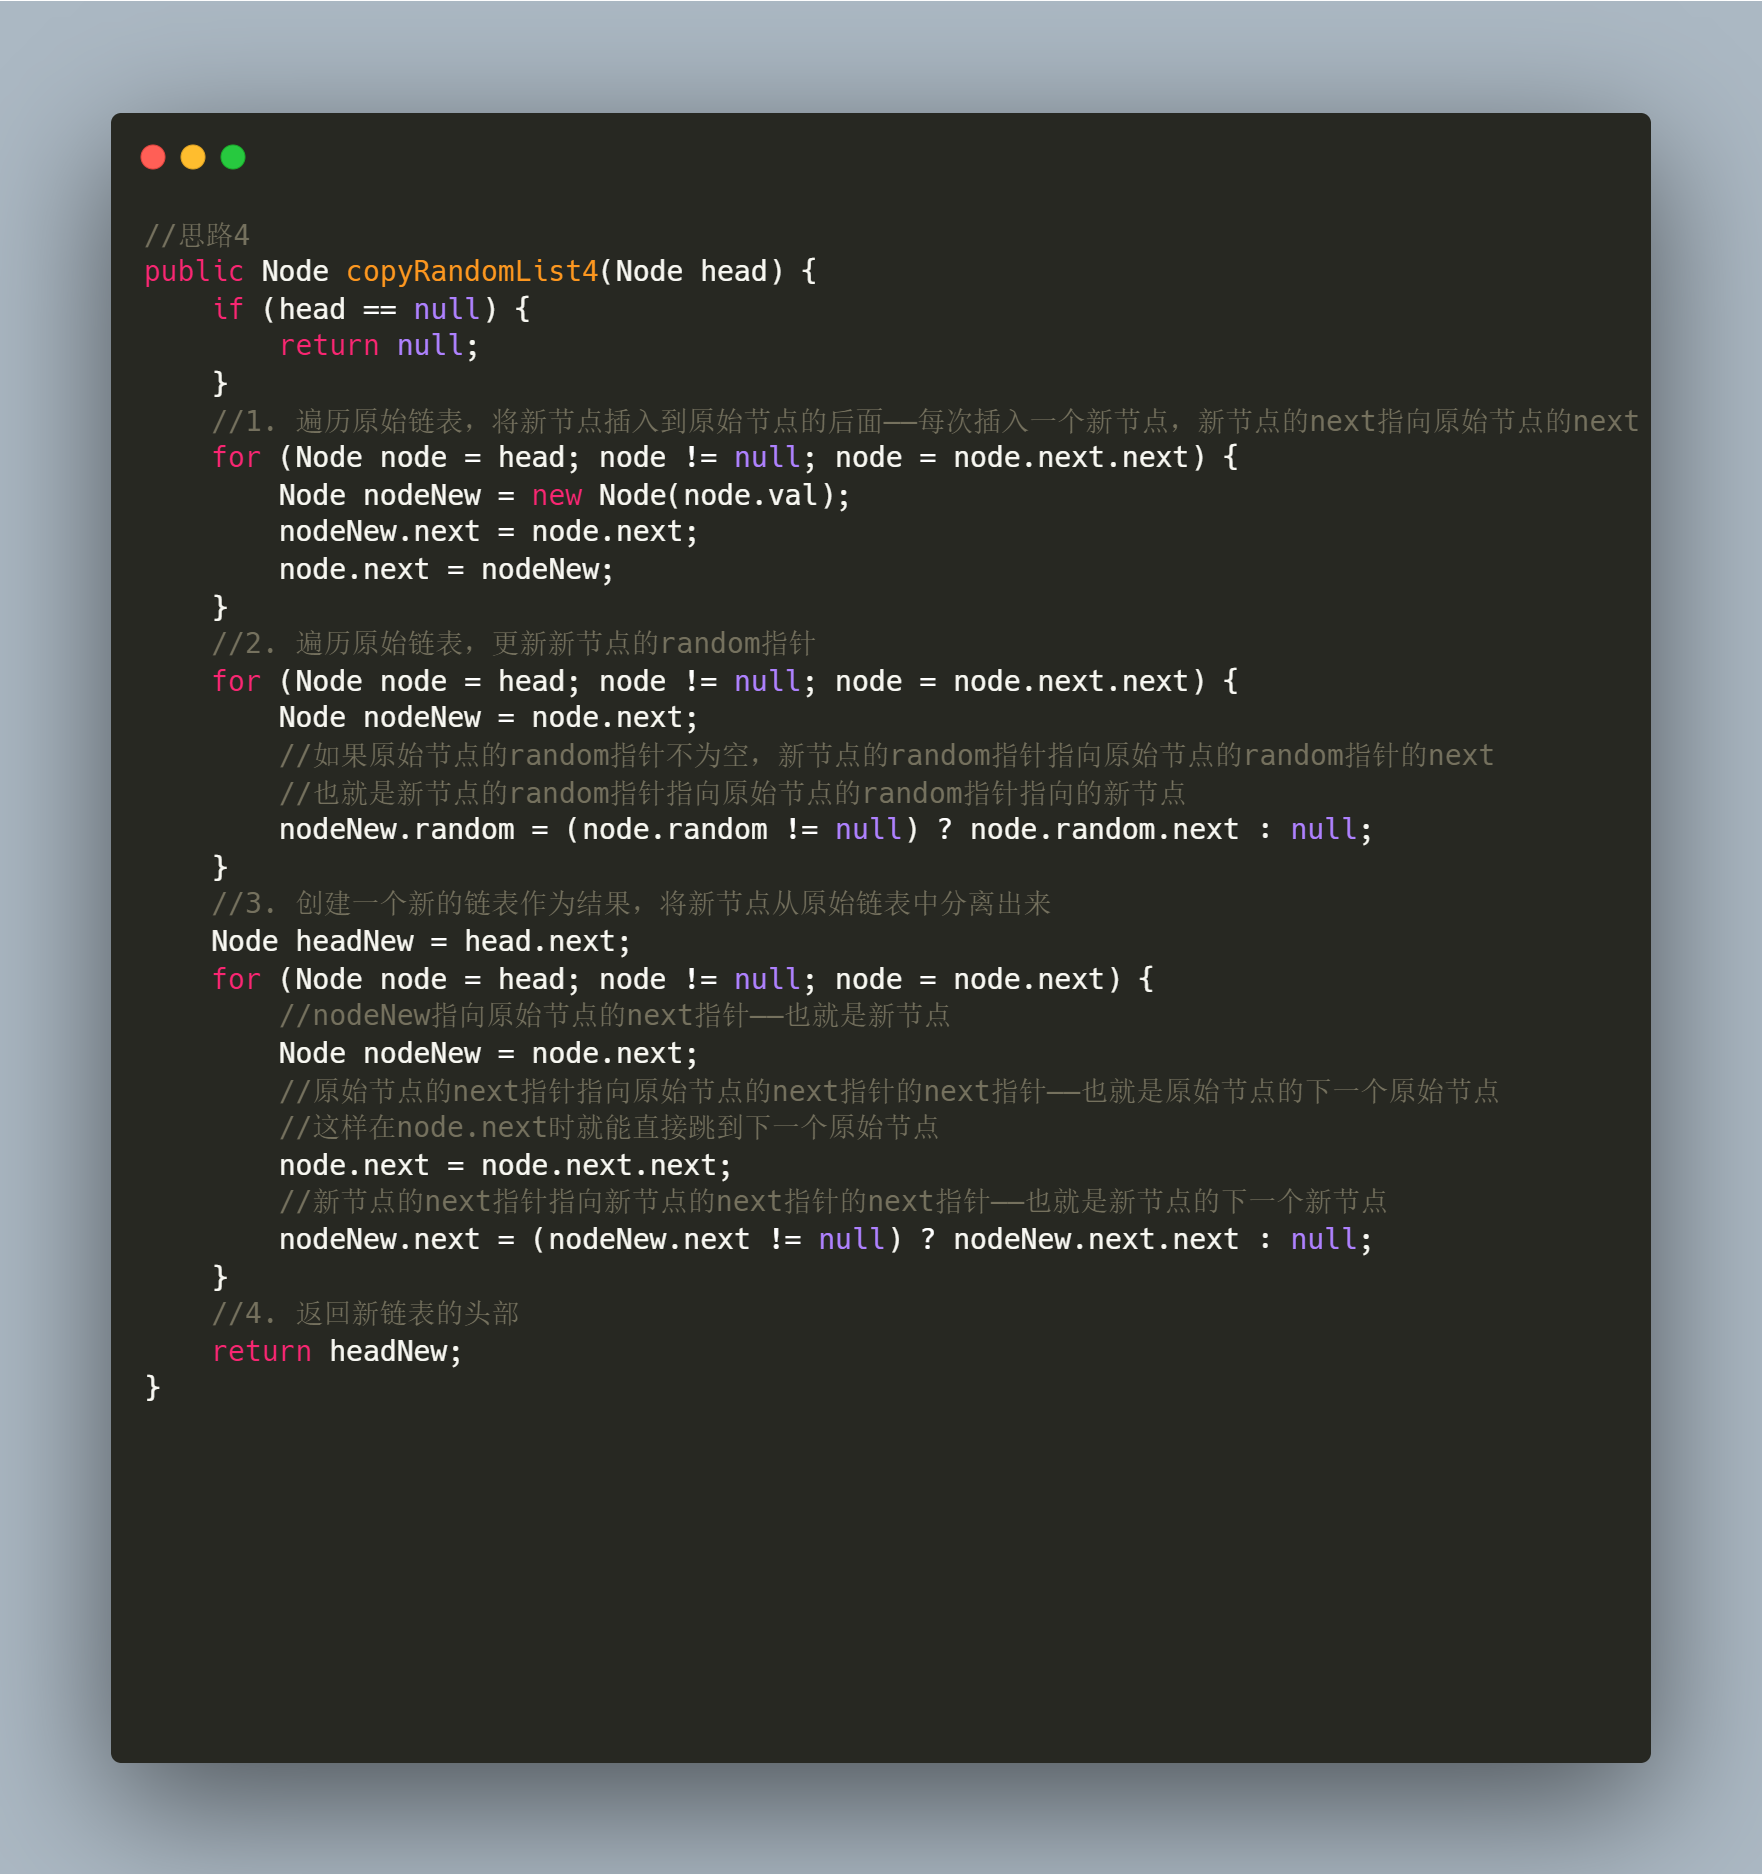 //思路4
public Node copyRandomList4(Node head) {
    if (head == null) {
        return null;
    }
    //1. 遍历原始链表，将新节点插入到原始节点的后面——每次插入一个新节点，新节点的next指向原始节点的next
    for (Node node = head; node != null; node = node.next.next) {
        Node nodeNew = new Node(node.val);
        nodeNew.next = node.next;
        node.next = nodeNew;
    }
    //2. 遍历原始链表，更新新节点的random指针
    for (Node node = head; node != null; node = node.next.next) {
        Node nodeNew = node.next;
        //如果原始节点的random指针不为空，新节点的random指针指向原始节点的random指针的next
        //也就是新节点的random指针指向原始节点的random指针指向的新节点
        nodeNew.random = (node.random != null) ? node.random.next : null;
    }
    //3. 创建一个新的链表作为结果，将新节点从原始链表中分离出来
    Node headNew = head.next;
    for (Node node = head; node != null; node = node.next) {
        //nodeNew指向原始节点的next指针——也就是新节点
        Node nodeNew = node.next;
        //原始节点的next指针指向原始节点的next指针的next指针——也就是原始节点的下一个原始节点
        //这样在node.next时就能直接跳到下一个原始节点
        node.next = node.next.next;
        //新节点的next指针指向新节点的next指针的next指针——也就是新节点的下一个新节点
        nodeNew.next = (nodeNew.next != null) ? nodeNew.next.next : null;
    }
    //4. 返回新链表的头部
    return headNew;
}